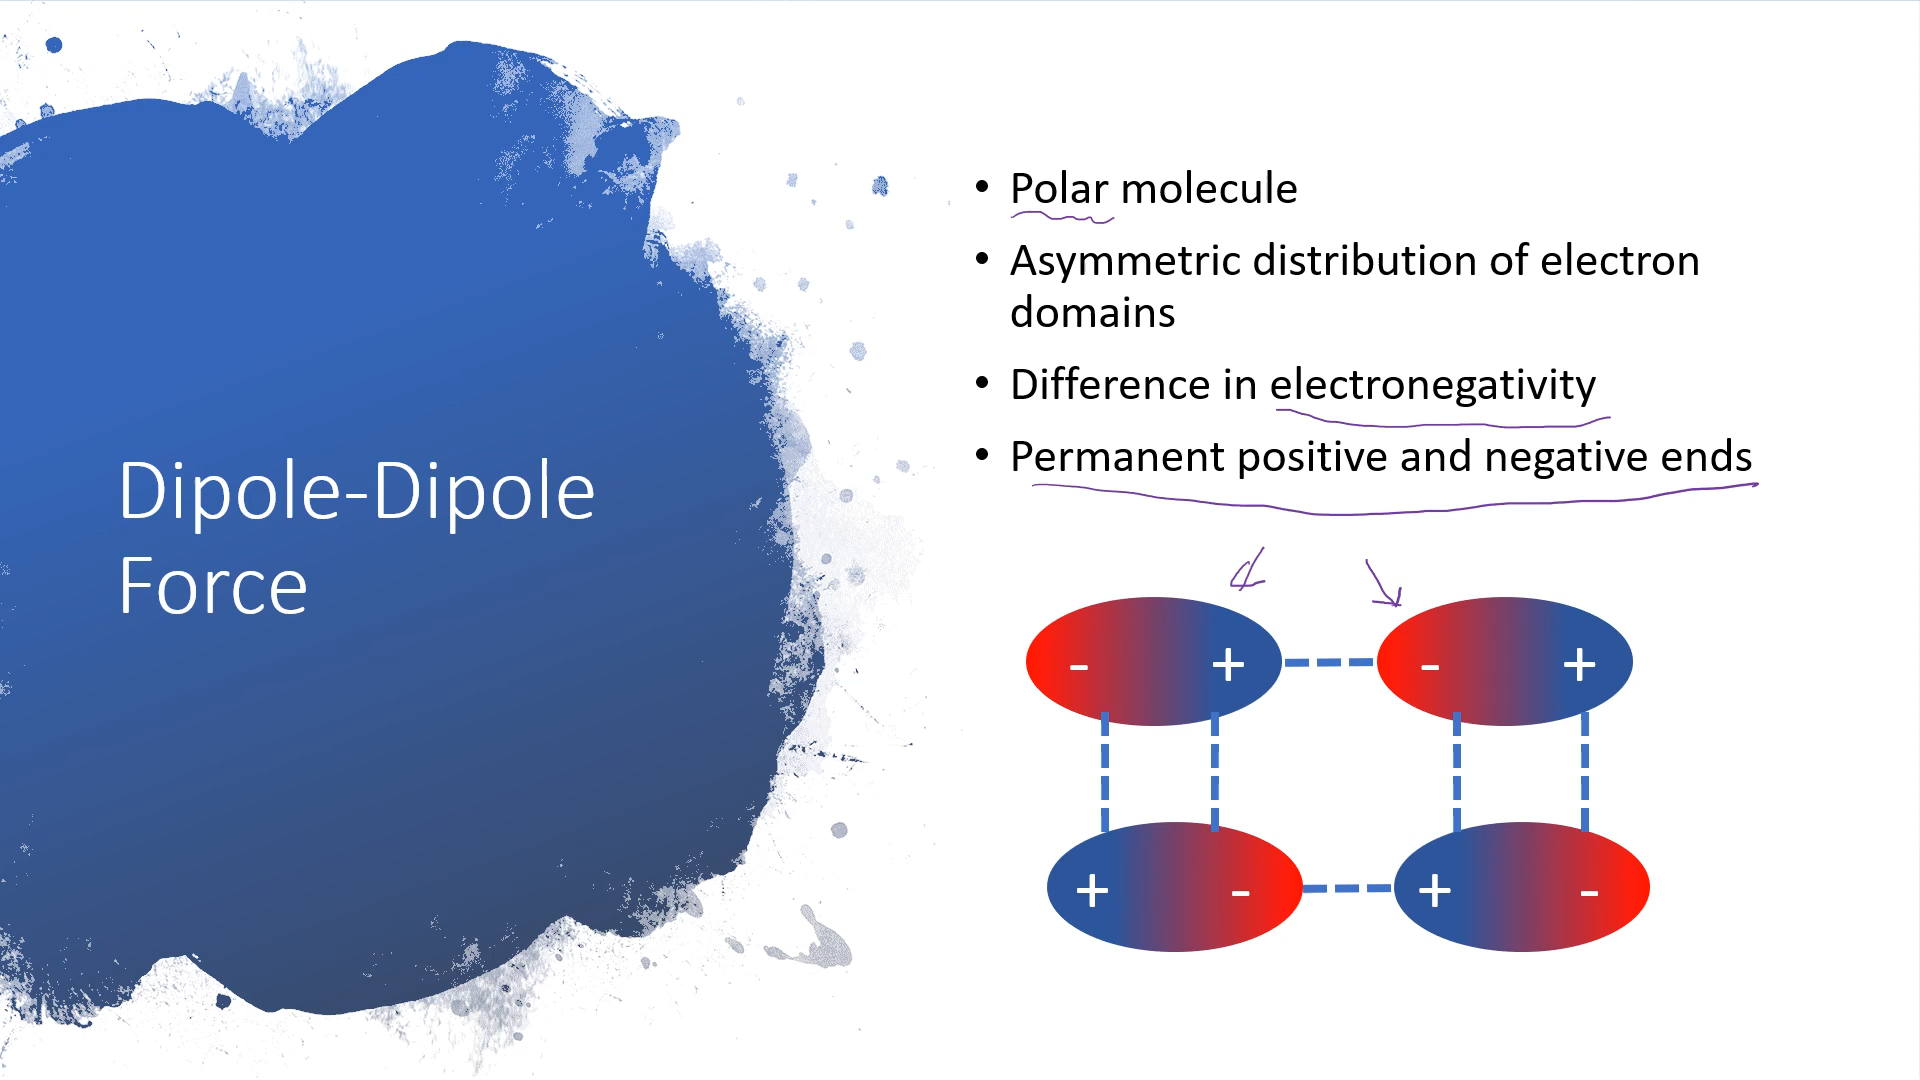 Dipole-Dipole
Force
• Polar molecule
• Asymmetric distribution of electron
domains
• Difference in electronegativity
• Permanent positive and negative ends
- + - +
+ - + -